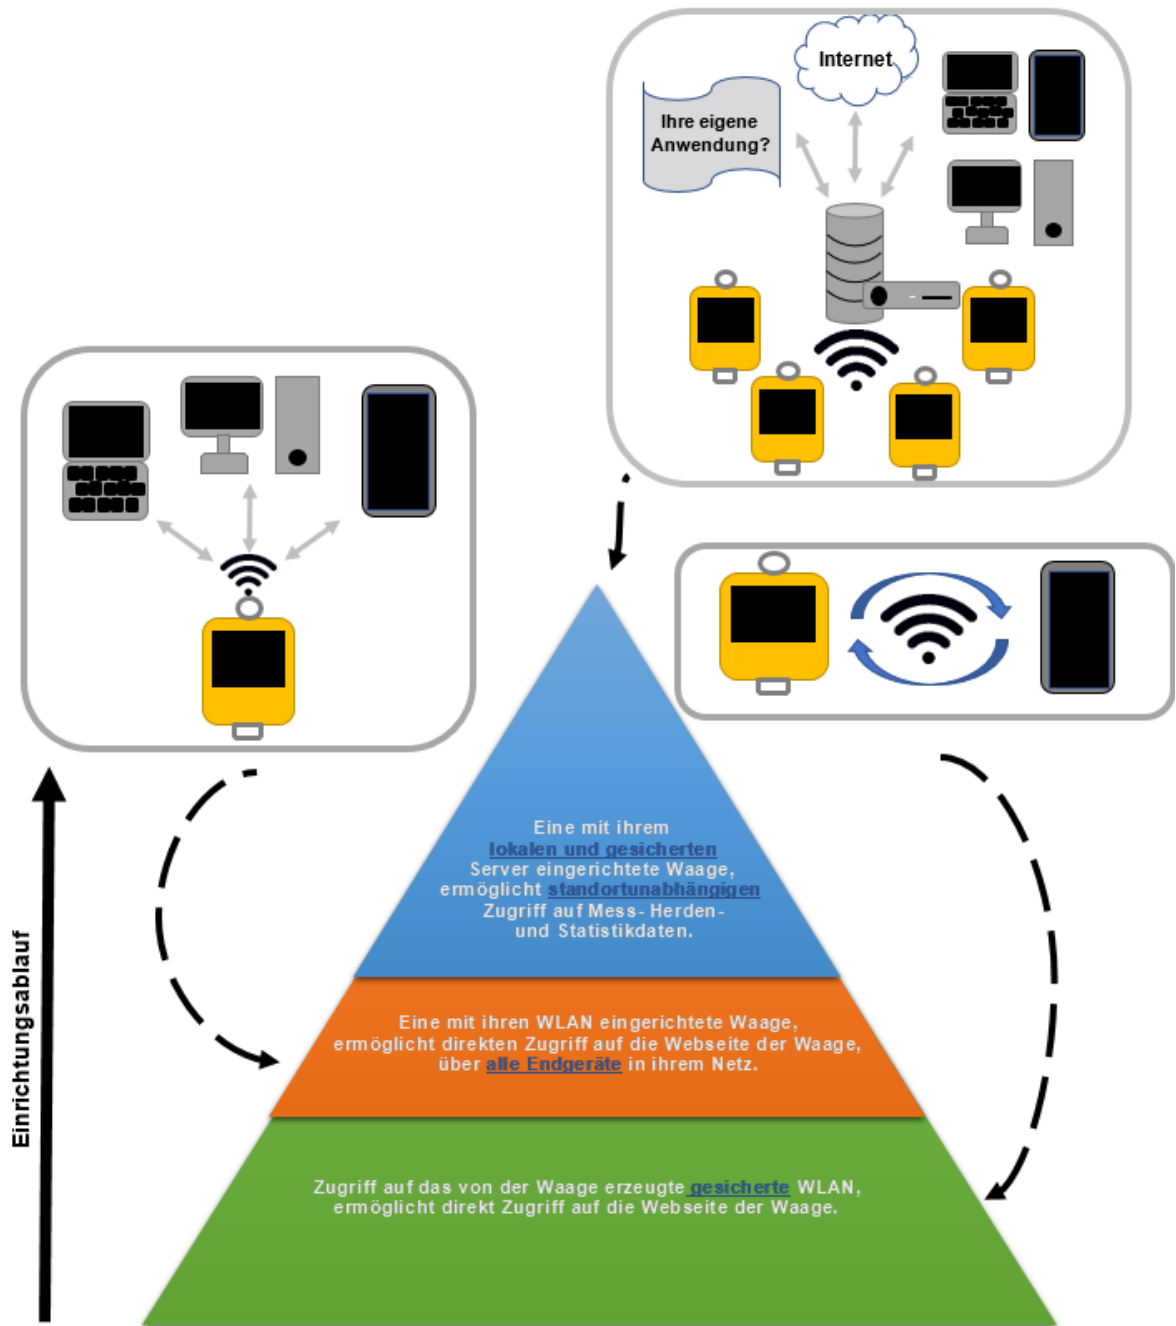 Internet
Ihre eigene
Anwendung?
Eine mit ihrem
lokalen und gesicherten
Server eingerichtete Waage,
ermöglicht standortunabhängigen
Zugriff auf Mess- Herden-
und Statistikdaten.
Eine mit ihren WLAN eingerichtete Waage,
ermöglicht direkten Zugriff auf die Webseite der Waage,
über alle Endgeräte in ihrem Netz.
Zugriff auf das von der Waage erzeugte gesicherte WLAN,
ermöglicht direkt Zugriff auf die Webseite der Waage.
Einrichtungsablauf